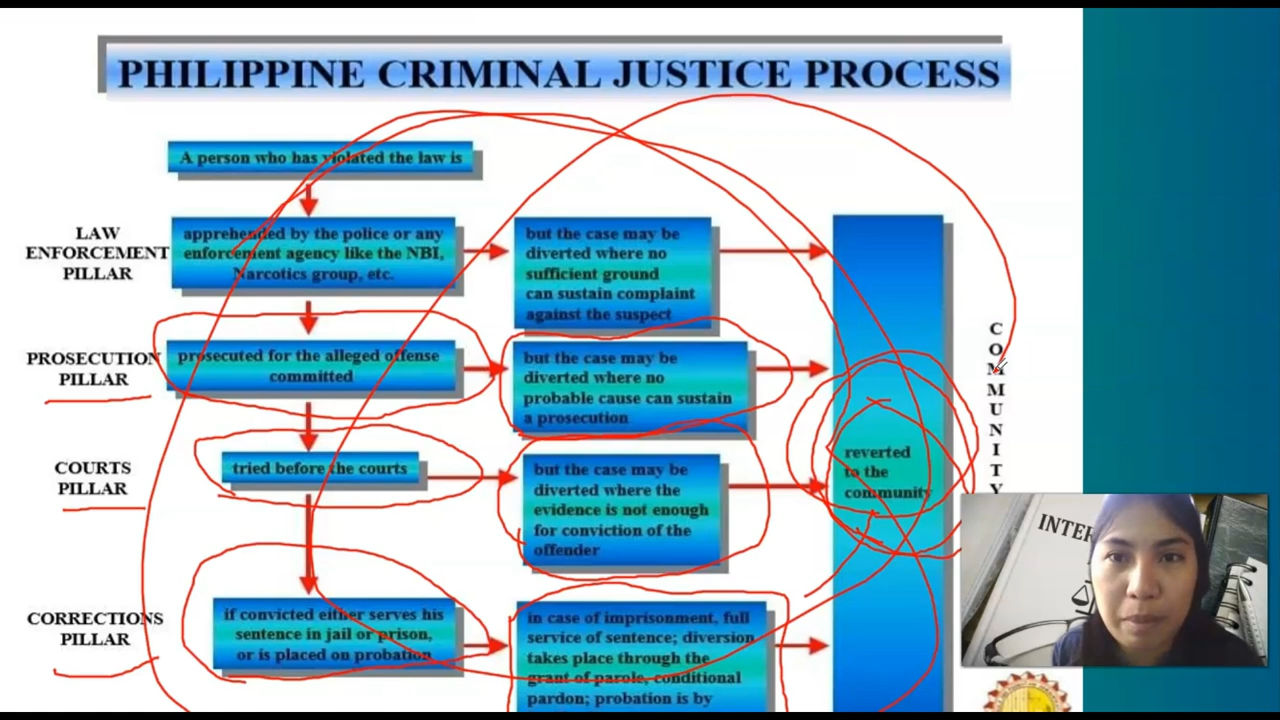 PHILIPPINE CRIMINAL JUSTICE PROCESS
A person who has violated the law is
LAW
ENFORCEMENT
PILLAR
apprehended by the police or any
enforcement agency like the NBI,
Narcotics group, etc.
but the case may be
diverted where no
sufficient ground
can sustain complaint
against the suspect
PROSECUTION
PILLAR
prosecuted for the alleged offense
committed
but the case may be
diverted where no
probable cause can sustain
a prosecution
COURTS
PILLAR
tried before the courts
but the case may be
diverted where the
evidence is not enough
for conviction of the
offender
CORRECTIONS
PILLAR
if convicted either serves his
sentence in jail or prison,
or is placed on probation
in case of imprisonment, full
service of sentence; diversion
takes place through the
grant of parole, conditional
pardon; probation is by
reverted
to the
community
COMMUNITY
INTER